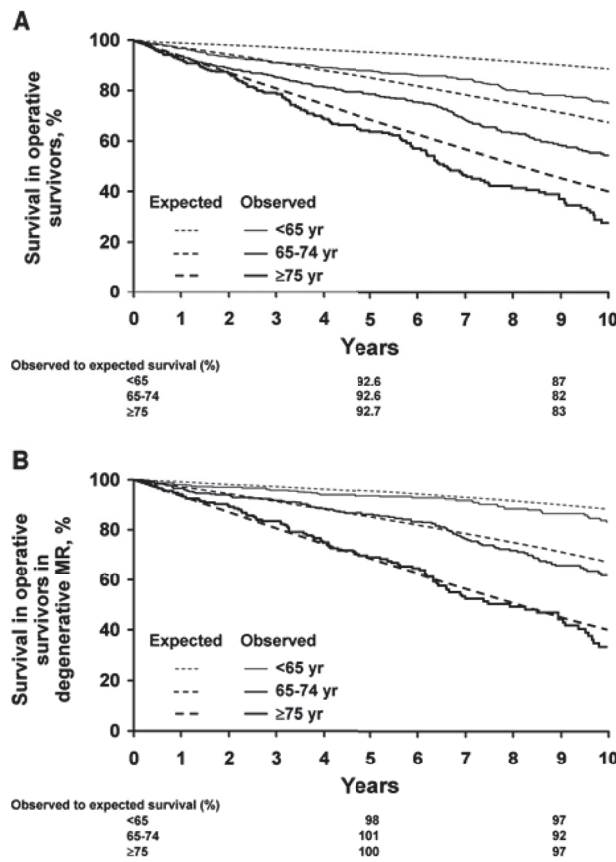 A
Survival in operative
survivors, %
100
80
60
40
20
0
Expected Observed
<65 yr
65-74 yr
≥75 yr
0 1 2 3 4 5 6 7 8 9 10
Years
Observed to expected survival (%)
<65 92.6 87
65-74 92.6 82
≥75 92.7 83
B
Survival in operative
survivors in
degenerative MR, %
100
80
60
40
20
0
Expected Observed
<65 yr
65-74 yr
≥75 yr
0 1 2 3 4 5 6 7 8 9 10
Years
Observed to expected survival (%)
<65 98 97
65-74 101 92
≥75 100 97